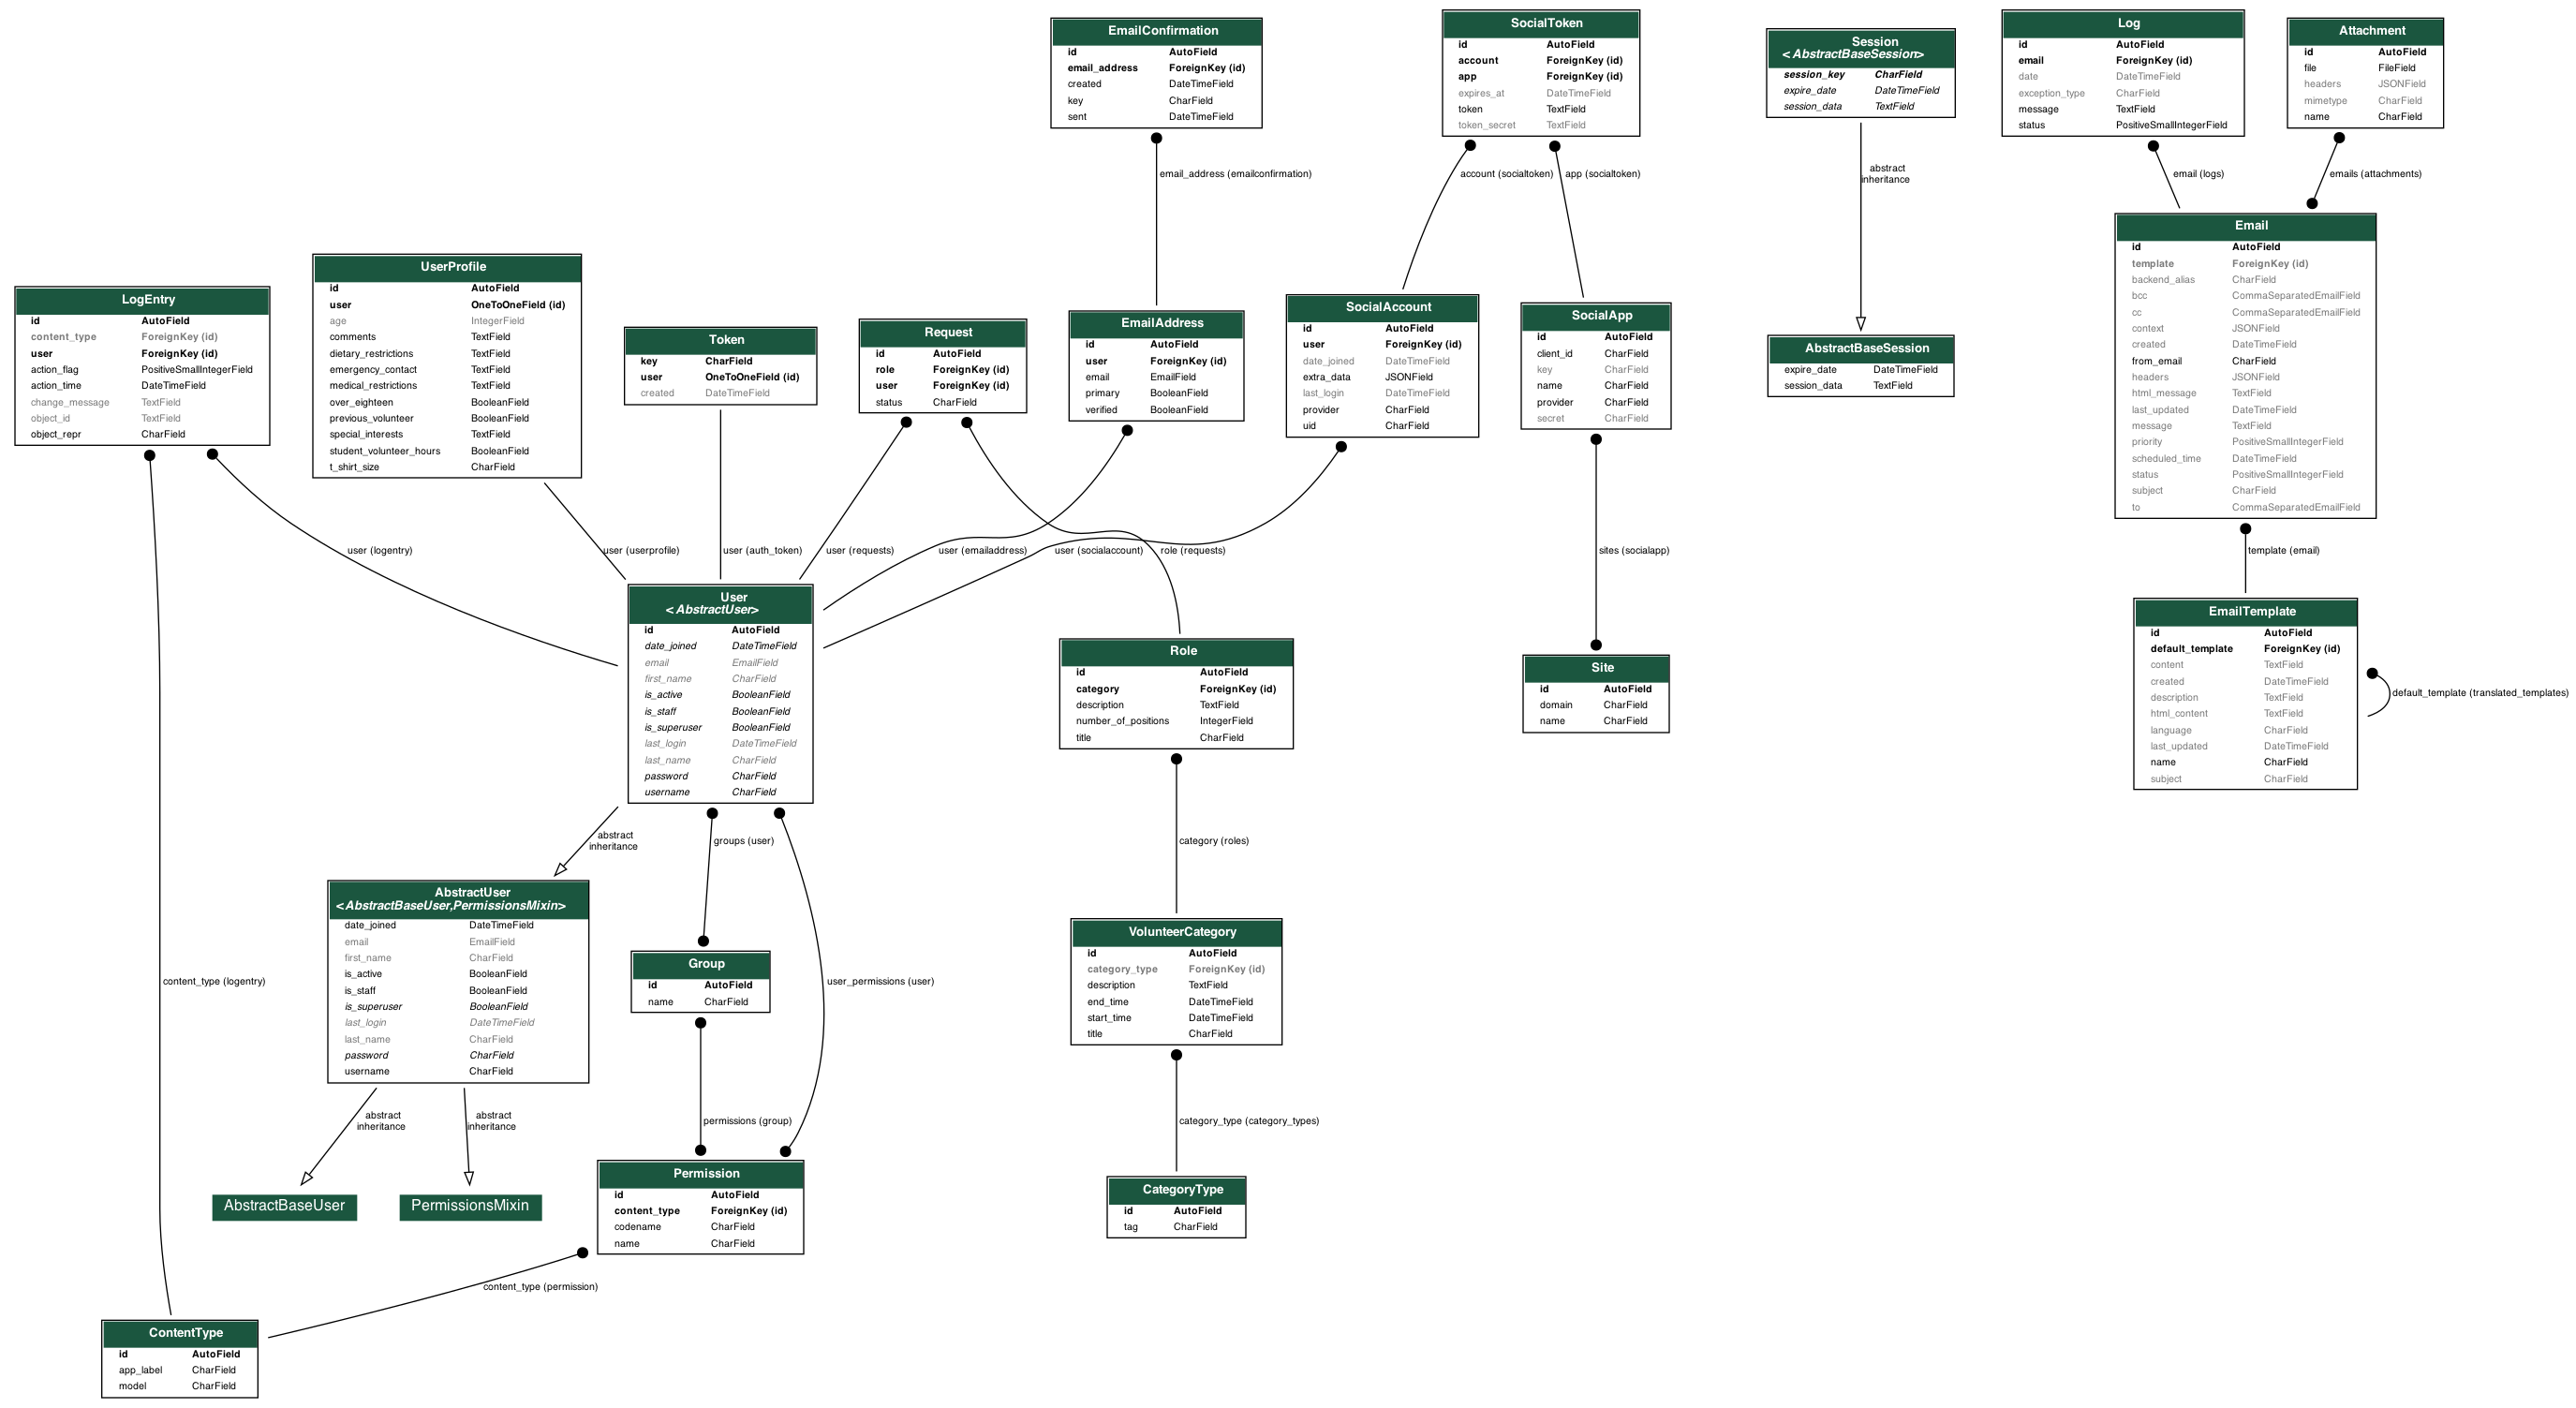 EmailConfirmation
id AutoField
email_address ForeignKey (id)
created DateTimeField
key CharField
sent DateTimeField
SocialToken
id AutoField
account ForeignKey (id)
app ForeignKey (id)
expires_at DateTimeField
token TextField
token_secret TextField
Session
<AbstractBaseSession>
session_key CharField
expire_date DateTimeField
session_data TextField
Log
id AutoField
email ForeignKey (id)
date DateTimeField
exception_type CharField
message TextField
status PositiveSmallIntegerField
Attachment
id AutoField
file FileField
headers JSONField
mimetype CharField
name CharField
email_address (emailconfirmation)
account (socialtoken)
app (socialtoken)
abstract
inheritance
email (logs)
emails (attachments)
LogEntry
id AutoField
content_type ForeignKey (id)
user ForeignKey (id)
action_flag PositiveSmallIntegerField
action_time DateTimeField
change_message TextField
object_id TextField
object_repr CharField
UserProfile
id AutoField
user OneToOneField (id)
age IntegerField
comments TextField
dietary_restrictions TextField
emergency_contact TextField
medical_restrictions TextField
over_eighteen BooleanField
previous_volunteer BooleanField
special_interests TextField
student_volunteer_hours BooleanField
t_shirt_size CharField
Token
key CharField
user OneToOneField (id)
created DateTimeField
Request
id AutoField
role ForeignKey (id)
user ForeignKey (id)
status CharField
EmailAddress
id AutoField
user ForeignKey (id)
email EmailField
primary BooleanField
verified BooleanField
SocialAccount
id AutoField
user ForeignKey (id)
date_joined DateTimeField
extra_data JSONField
last_login DateTimeField
provider CharField
uid CharField
SocialApp
id AutoField
client_id CharField
key CharField
name CharField
provider CharField
secret CharField
AbstractBaseSession
expire_date DateTimeField
session_data TextField
Email
id AutoField
template ForeignKey (id)
backend_alias CharField
bcc CommaSeparatedEmailField
cc CommaSeparatedEmailField
context JSONField
created DateTimeField
from_email CharField
headers JSONField
html_message TextField
last_updated DateTimeField
message TextField
priority PositiveSmallIntegerField
scheduled_time DateTimeField
status PositiveSmallIntegerField
subject CharField
to CommaSeparatedEmailField
user (logentry)
user (userprofile)
user (auth_token)
user (requests)
user (emailaddress)
user (socialaccount)
role (requests)
sites (socialapp)
template (email)
User
<AbstractUser>
id AutoField
date_joined DateTimeField
email EmailField
first_name CharField
is_active BooleanField
is_staff BooleanField
is_superuser BooleanField
last_login DateTimeField
last_name CharField
password CharField
username CharField
Role
id AutoField
category ForeignKey (id)
description TextField
number_of_positions IntegerField
title CharField
Site
id AutoField
domain CharField
name CharField
EmailTemplate
id AutoField
default_template ForeignKey (id)
content TextField
created DateTimeField
description TextField
html_content TextField
language CharField
last_updated DateTimeField
name CharField
subject CharField
default_template (translated_templates)
abstract
inheritance
groups (user)
category (roles)
AbstractUser
<AbstractBaseUser,PermissionsMixin>
date_joined DateTimeField
email EmailField
first_name CharField
is_active BooleanField
is_staff BooleanField
is_superuser BooleanField
last_login DateTimeField
last_name CharField
password CharField
username CharField
Group
id AutoField
name CharField
content_type (logentry)
user_permissions (user)
VolunteerCategory
id AutoField
category_type ForeignKey (id)
description TextField
end_time DateTimeField
start_time DateTimeField
title CharField
abstract
inheritance
abstract
inheritance
permissions (group)
category_type (category_types)
AbstractBaseUser
PermissionsMixin
Permission
id AutoField
content_type ForeignKey (id)
codename CharField
name CharField
CategoryType
id AutoField
tag CharField
content_type (permission)
ContentType
id AutoField
app_label CharField
model CharField